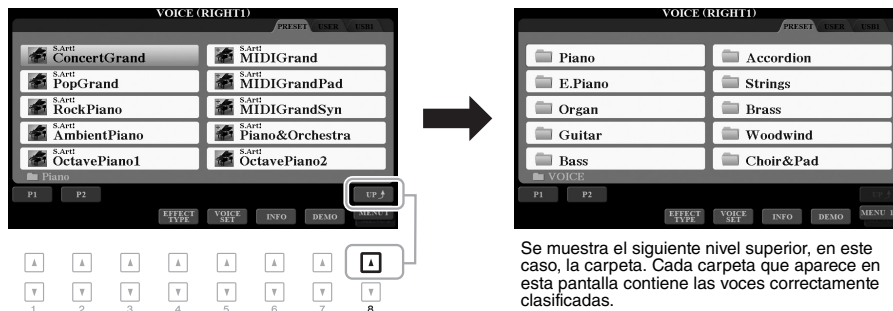 VOICE (RIGHT1)
PRESET USER USB1
S.Art!
ConcertGrand
S.Art!
MIDIGrand
S.Art!
PopGrand
S.Art!
MIDIGrandPad
S.Art!
RockPiano
S.Art!
MIDIGrandSyn
S.Art!
AmbientPiano
S.Art!
Piano&Orchestra
S.Art!
OctavePiano1
S.Art!
OctavePiano2
Piano
P1 P2 UP
EFFECT TYPE VOICE SET INFO DEMO MENU1
1 2 3 4 5 6 7 8
VOICE (RIGHT1)
PRESET USER USB1
Piano Accordion
E.Piano Strings
Organ Brass
Guitar Woodwind
Bass Choir&Pad
VOICE
P1 P2 UP
EFFECT TYPE VOICE SET INFO DEMO MENU 1
Se muestra el siguiente nivel superior, en este
caso, la carpeta. Cada carpeta que aparece en
esta pantalla contiene las voces correctamente
clasificadas.